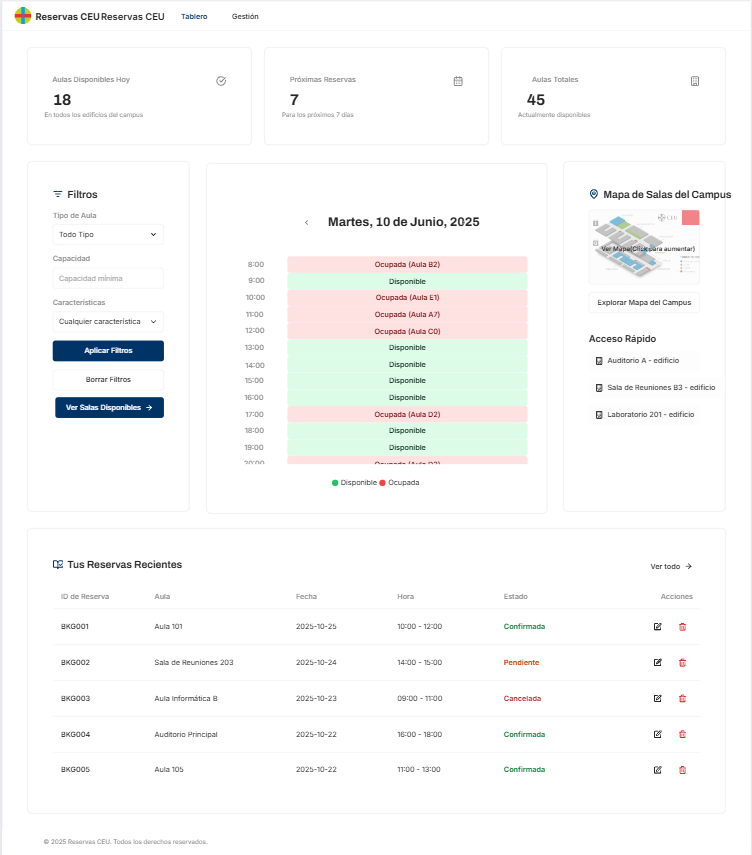 Reservas CEU Reservas CEU Tablero Gestión
Aulas Disponibles Hoy
18
En todos los edificios del campus
Próximas Reservas
7
Para los próximos 7 días
Aulas Totales
45
Actualmente disponibles
Filtros
Tipo de Aula
Todo Tipo
Capacidad
Capacidad mínima
Características
Cualquier característica
Aplicar Filtros
Borrar Filtros
Ver Salas Disponibles
Martes, 10 de Junio, 2025
8:00 Ocupada (Aula B2)
9:00 Disponible
10:00 Ocupada (Aula E1)
11:00 Ocupada (Aula A7)
12:00 Ocupada (Aula C0)
13:00 Disponible
14:00 Disponible
15:00 Disponible
16:00 Disponible
17:00 Ocupada (Aula D2)
18:00 Disponible
19:00 Disponible
20:00 Ocupada (Aula D2)
Disponible Ocupada
Mapa de Salas del Campus
CEU
Ver Mapa(Click para aumentar)
Explorar Mapa del Campus
Acceso Rápido
Auditorio A - edificio
Sala de Reuniones B3 - edificio
Laboratorio 201 - edificio
Tus Reservas Recientes
Ver todo
ID de Reserva Aula Fecha Hora Estado Acciones
BKG001 Aula 101 2025-10-25 10:00 - 12:00 Confirmada
BKG002 Sala de Reuniones 203 2025-10-24 14:00 - 15:00 Pendiente
BKG003 Aula Informática B 2025-10-23 09:00 - 11:00 Cancelada
BKG004 Auditorio Principal 2025-10-22 16:00 - 18:00 Confirmada
BKG005 Aula 105 2025-10-22 11:00 - 13:00 Confirmada
© 2025 Reservas CEU. Todos los derechos reservados.